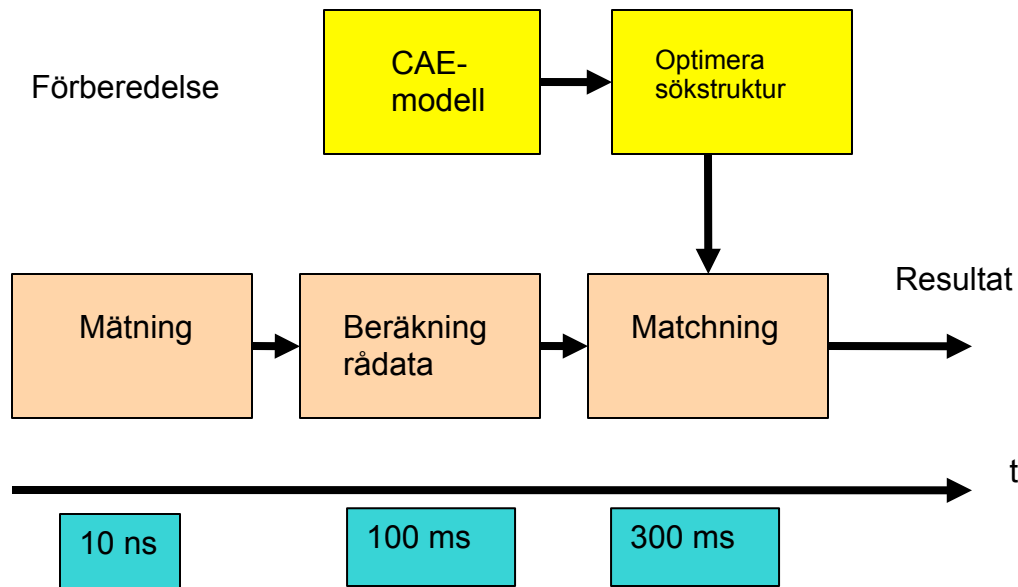 Förberedelse
CAE-
modell
Optimera
sökstruktur
Mätning
Beräkning
rådata
Matchning
Resultat
t
10 ns
100 ms
300 ms